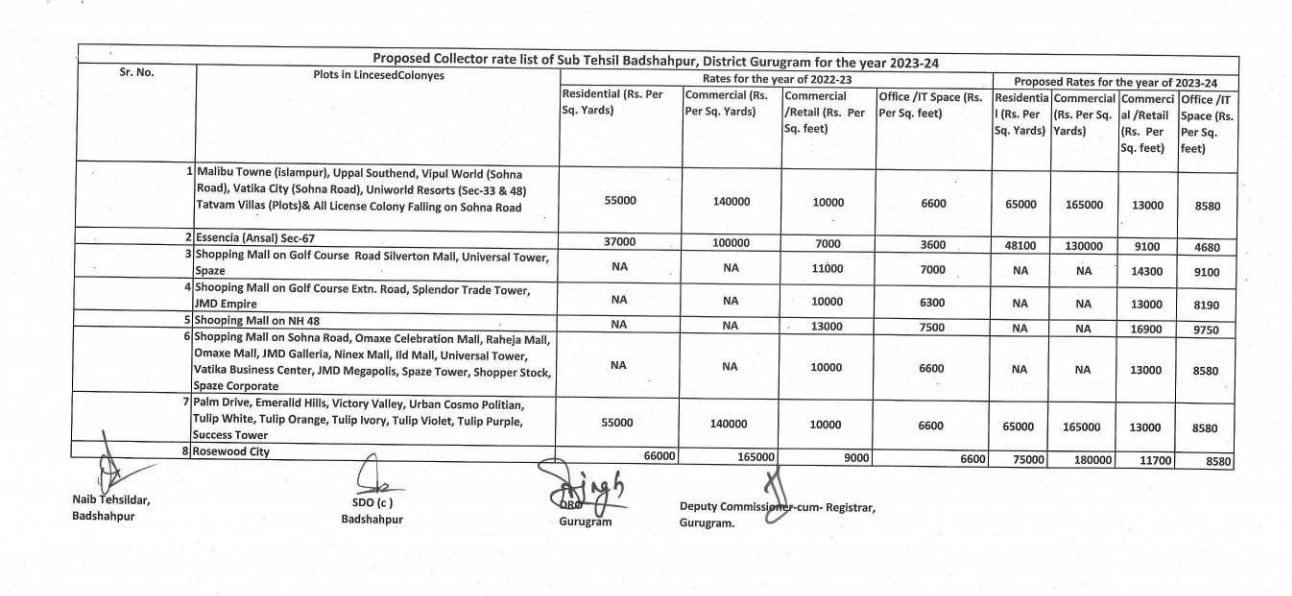 Proposed Collector rate list of Sub Tehsil Badshahpur, District Gurugram for the year 2023-24
Sr. No. Plots in LincesedColonyes Rates for the year of 2022-23 Proposed Rates for the year of 2023-24
Residential (Rs. Per Sq. Yards) Commercial (Rs. Per Sq. Yards) Commercial /Retail (Rs. Per Sq. feet) Office /IT Space (Rs. Per Sq. feet) Residential (Rs. Per Sq. Yards) Commercial (Rs. Per Sq. Yards) Commercial /Retail (Rs. Per Sq. feet) Office /IT Space (Rs. Per Sq. feet)
1 Malibu Towne (islampur), Uppal Southend, Vipul World (Sohna
Road), Vatika City (Sohna Road), Uniworld Resorts (Sec-33 & 48)
Tatvam Villas (Plots)& All License Colony Falling on Sohna Road
55000 140000 10000 6600 65000 165000 13000 8580
2 Essencia (Ansal) Sec-67 37000 100000 7000 3600 48100 130000 9100 4680
3 Shopping Mall on Golf Course Road Silverton Mall, Universal Tower,
Spaze
NA NA 11000 7000 NA NA 14300 9100
4 Shooping Mall on Golf Course Extn. Road, Splendor Trade Tower,
JMD Empire
NA NA 10000 6300 NA NA 13000 8190
5 Shooping Mall on NH 48 NA NA 13000 7500 NA NA 16900 9750
6 Shopping Mall on Sohna Road, Omaxe Celebration Mall, Raheja Mall,
Omaxe Mall, JMD Galleria, Ninex Mall, Ild Mall, Universal Tower,
Vatika Business Center, JMD Megapolis, Spaze Tower, Shopper Stock,
Spaze Corporate
NA NA 10000 6600 NA NA 13000 8580
7 Palm Drive, Emeralld Hills, Victory Valley, Urban Cosmo Politian,
Tulip White, Tulip Orange, Tulip Ivory, Tulip Violet, Tulip Purple,
Success Tower
55000 140000 10000 6600 65000 165000 13000 8580
8 Rosewood City 66000 165000 9000 6600 75000 180000 11700 8580
Naib Tehsildar,
Badshahpur
SDO (c )
Badshahpur
DRO
Gurugram
Deputy Commissioner-cum- Registrar,
Gurugram.